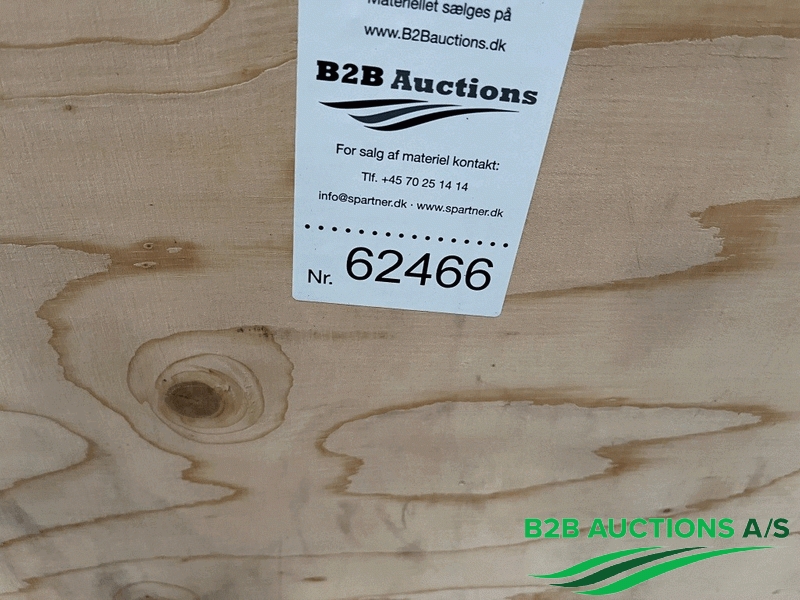 Materiellet sælges på
www.B2Bauctions.dk
B2B Auctions
For salg af materiel kontakt:
Tlf. +45 70 25 14 14
info@spartner.dk · www.spartner.dk
Nr. 62466
B2B AUCTIONS A/S